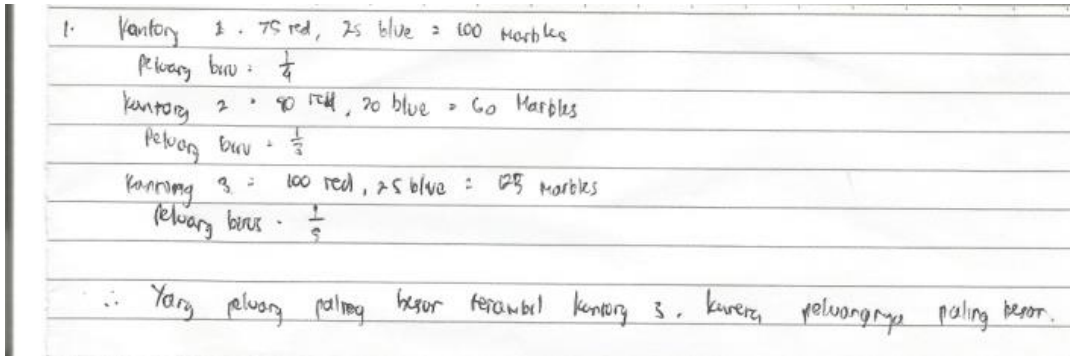 1. Kantong 1. 75 red, 25 blue = 100 Marbles
Peluang biru = 1/4
Kantong 2 = 40 red, 20 blue = 60 Marbles
Peluang biru = 1/3
Kantong 3 = 100 red, 25 blue = 125 Marbles
Peluang birus = 1/5
∴ Yang peluang paling besar terambil kantong 3. karena peluangnya paling besar.